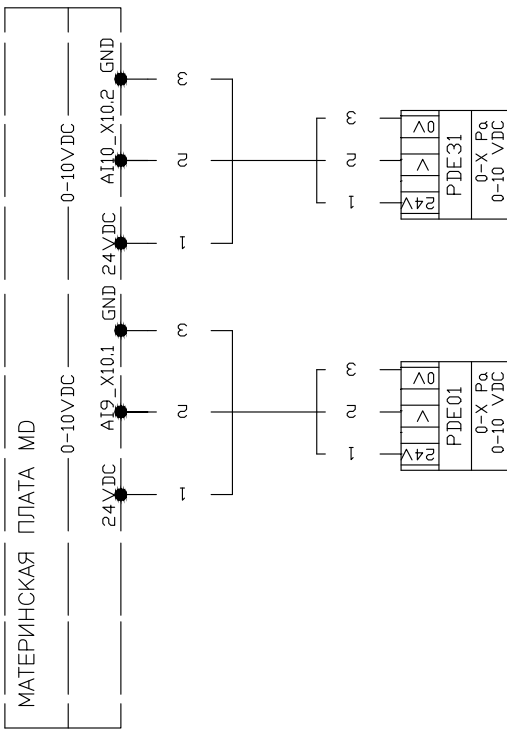 МАТЕРИНСКАЯ ПЛАТА MD
0-10VDC
0-10VDC
24VDC
AI9_X10.1
GND
24VDC
AI10_X10.2
GND
1
2
3
1
2
3
1
2
3
1
2
3
24V
V
0V
24V
V
0V
PDE01
0-X Pa
0-10 VDC
PDE31
0-X Pa
0-10 VDC